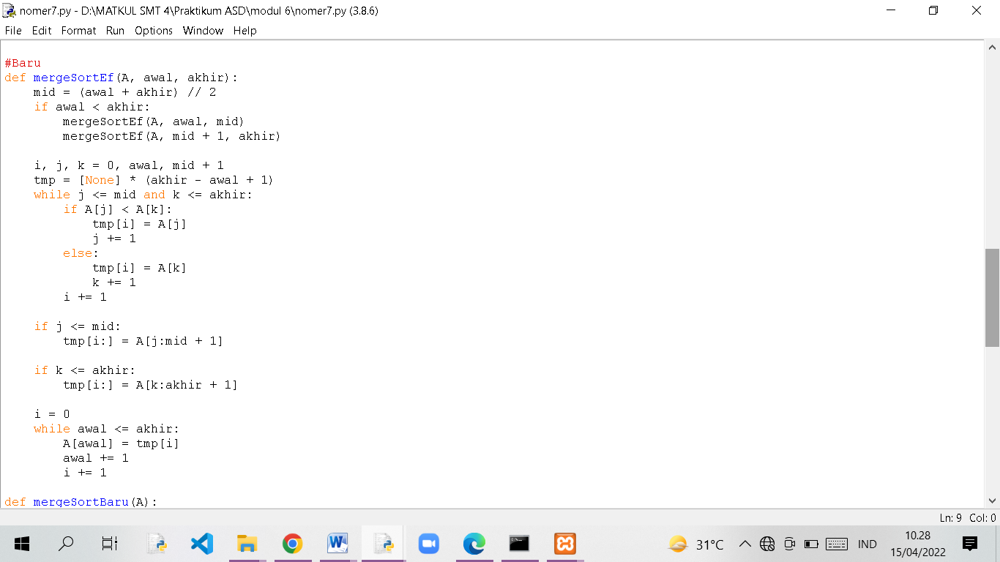 nomer7.py - D:\MATKUL SMT 4\Praktikum ASD\modul 6\nomer7.py (3.8.6)
File Edit Format Run Options Window Help
#Baru
def mergeSortEf(A, awal, akhir):
    mid = (awal + akhir) // 2
    if awal < akhir:
        mergeSortEf(A, awal, mid)
        mergeSortEf(A, mid + 1, akhir)
    i, j, k = 0, awal, mid + 1
    tmp = [None] * (akhir - awal + 1)
    while j <= mid and k <= akhir:
        if A[j] < A[k]:
            tmp[i] = A[j]
            j += 1
        else:
            tmp[i] = A[k]
            k += 1
        i += 1
    if j <= mid:
        tmp[i:] = A[j:mid + 1]
    if k <= akhir:
        tmp[i:] = A[k:akhir + 1]
    i = 0
    while awal <= akhir:
        A[awal] = tmp[i]
        awal += 1
        i += 1
def mergeSortBaru(A):
Ln: 9 Col: 0
31°C IND 10.28
15/04/2022